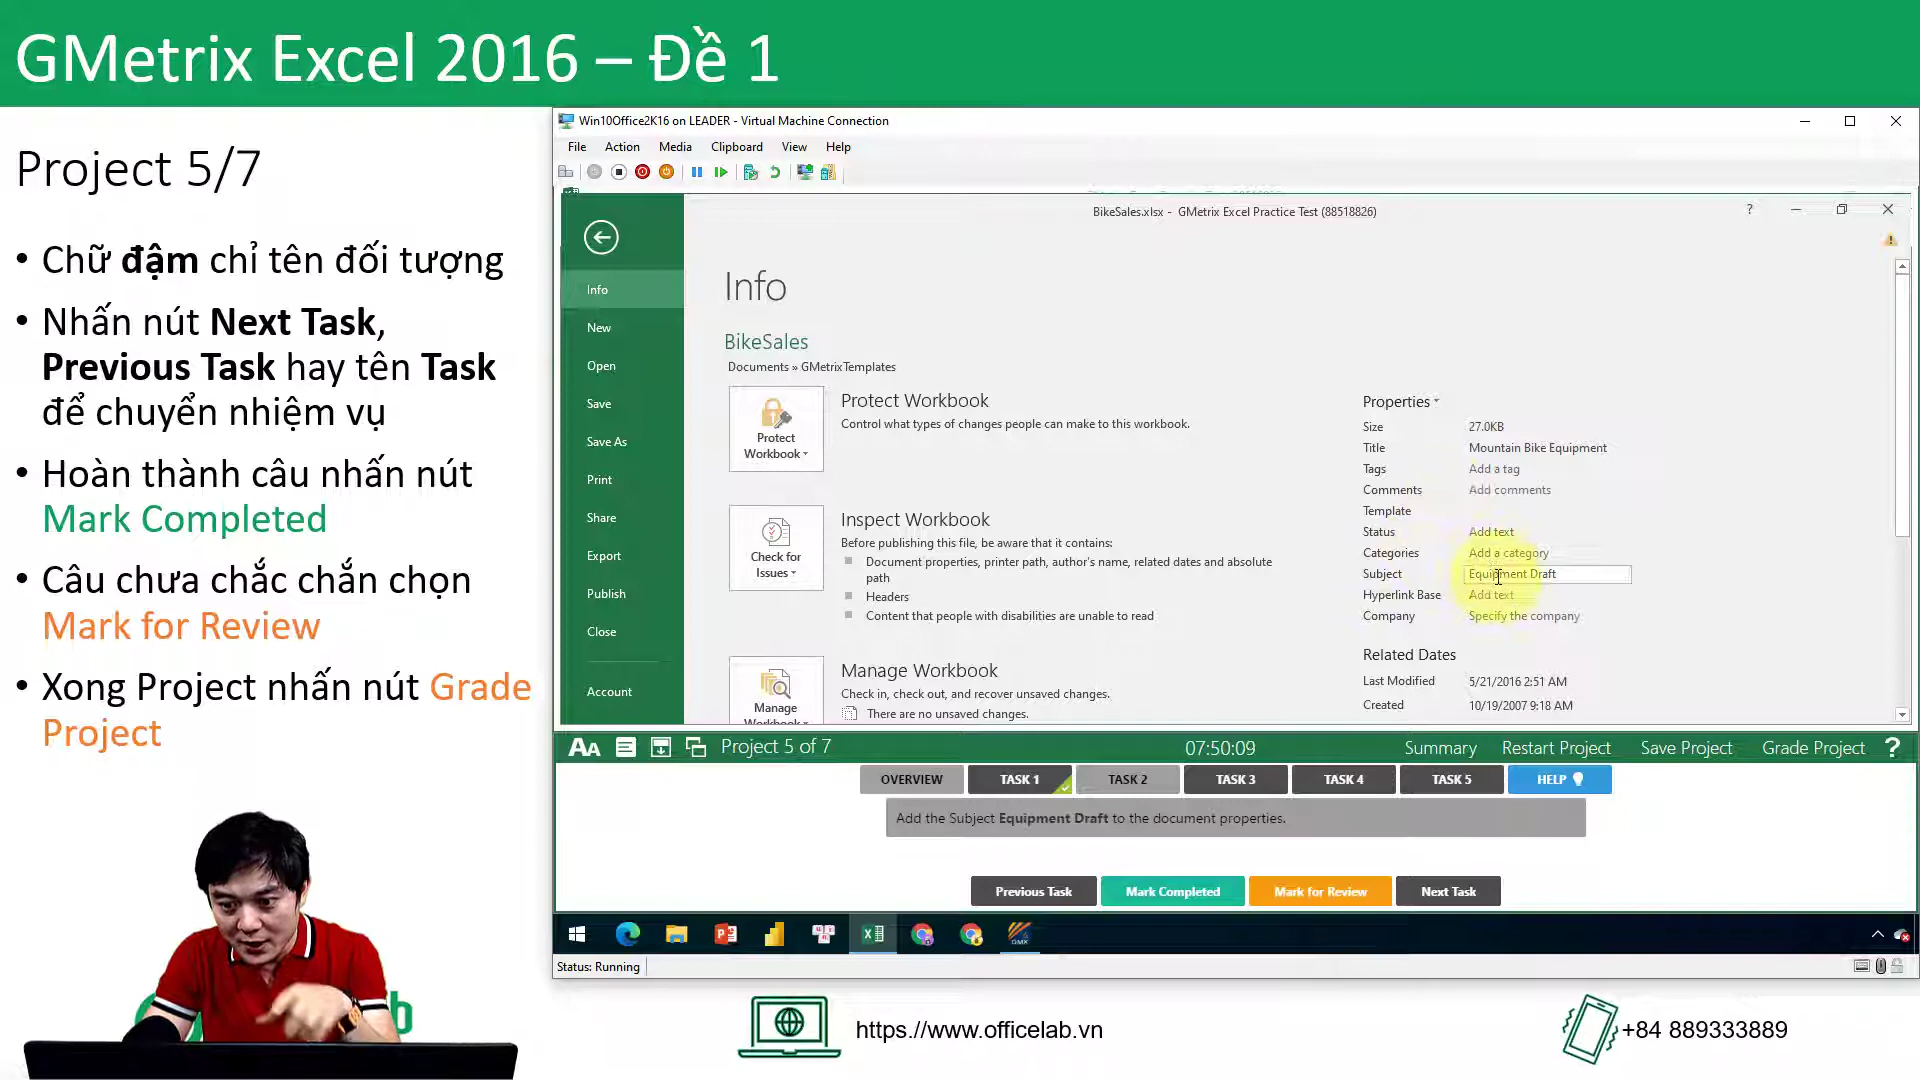 GMetrix Excel 2016 – Đề 1
Project 5/7
• Chữ đậm chỉ tên đối tượng
• Nhấn nút Next Task,
Previous Task hay tên Task
để chuyển nhiệm vụ
• Hoàn thành câu nhấn nút
Mark Completed
• Câu chưa chắc chắn chọn
Mark for Review
• Xong Project nhấn nút Grade
Project
Win10Office2K16 on LEADER - Virtual Machine Connection
File Action Media Clipboard View Help
BikeSales.xlsx - GMetrix Excel Practice Test (88518826)
?
Info
New
Open
Save
Save As
Print
Share
Export
Publish
Close
Account
Info
BikeSales
Documents » GMetrixTemplates
Protect
Workbook
Protect Workbook
Control what types of changes people can make to this workbook.
Check for
Issues
Inspect Workbook
Before publishing this file, be aware that it contains:
Document properties, printer path, author's name, related dates and absolute
path
Headers
Content that people with disabilities are unable to read
Manage
Workbook
Manage Workbook
Check in, check out, and recover unsaved changes.
There are no unsaved changes.
Properties
Size 27.0KB
Title Mountain Bike Equipment
Tags Add a tag
Comments Add comments
Template
Status Add text
Categories Add a category
Subject Equipment Draft
Hyperlink Base Add text
Company Specify the company
Related Dates
Last Modified 5/21/2016 2:51 AM
Created 10/19/2007 9:18 AM
AA Project 5 of 7 07:50:09 Summary Restart Project Save Project Grade Project ?
OVERVIEW TASK 1 TASK 2 TASK 3 TASK 4 TASK 5 HELP
Add the Subject Equipment Draft to the document properties.
Previous Task Mark Completed Mark for Review Next Task
GMX
Status: Running
https://www.officelab.vn
+84 889333889